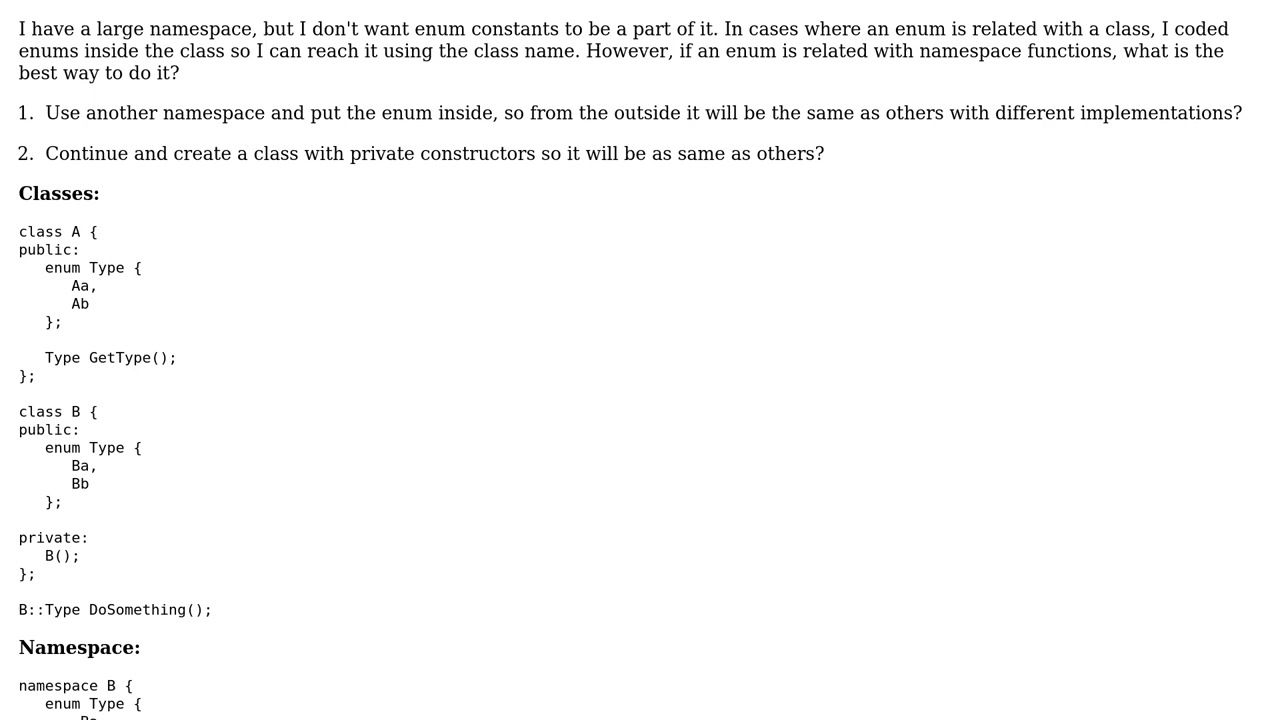 I have a large namespace, but I don't want enum constants to be a part of it. In cases where an enum is related with a class, I coded
enums inside the class so I can reach it using the class name. However, if an enum is related with namespace functions, what is the
best way to do it?
1. Use another namespace and put the enum inside, so from the outside it will be the same as others with different implementations?
2. Continue and create a class with private constructors so it will be as same as others?
Classes:
class A {
public:
   enum Type {
      Aa,
      Ab
   };

   Type GetType();
};

class B {
public:
   enum Type {
      Ba,
      Bb
   };

private:
   B();
};

B::Type DoSomething();
Namespace:
namespace B {
   enum Type {